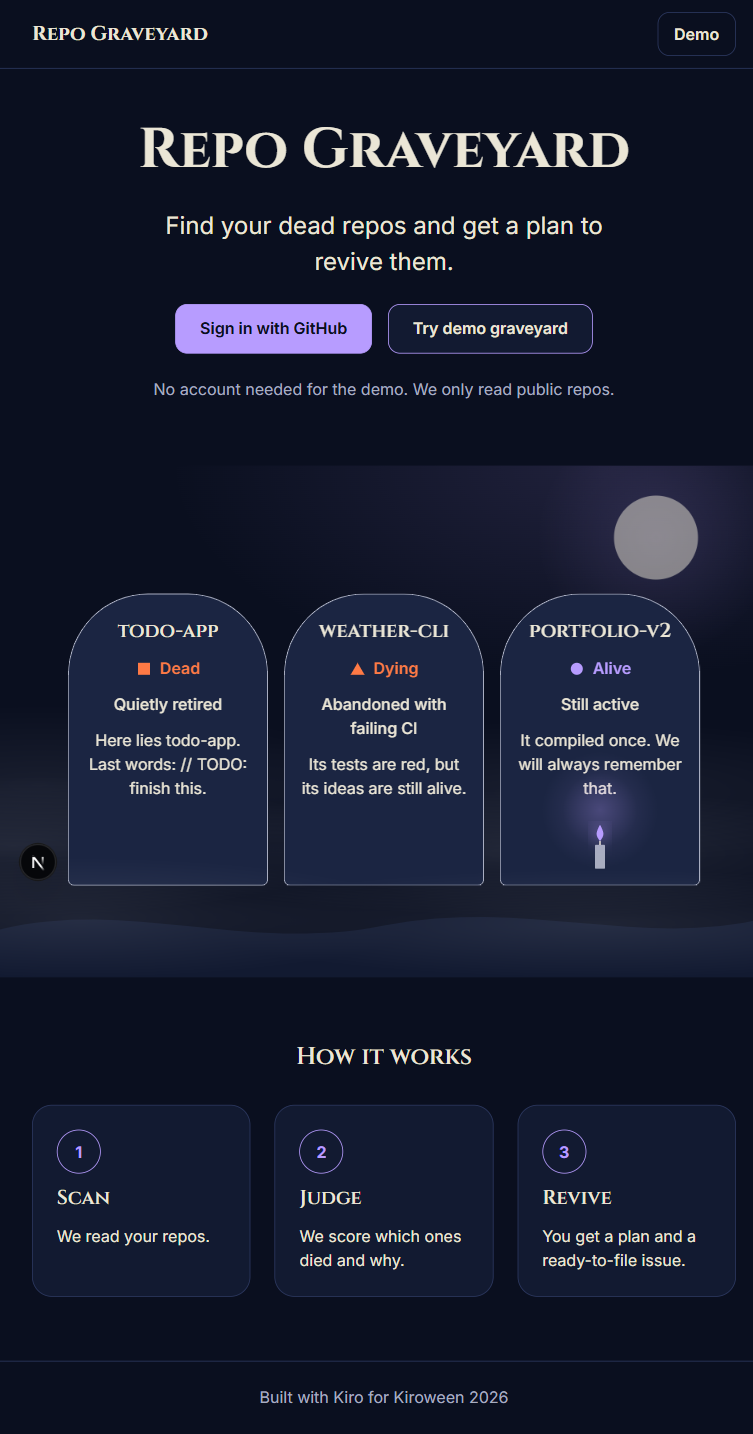 Repo Graveyard
Demo
Repo Graveyard
Find your dead repos and get a plan to
revive them.
Sign in with GitHub
Try demo graveyard
No account needed for the demo. We only read public repos.
todo-app
Dead
Quietly retired
Here lies todo-app.
Last words: // TODO:
finish this.
weather-cli
Dying
Abandoned with
failing CI
Its tests are red, but
its ideas are still alive.
portfolio-v2
Alive
Still active
It compiled once. We
will always remember
that.
N
How it works
1
Scan
We read your repos.
2
Judge
We score which ones
died and why.
3
Revive
You get a plan and a
ready-to-file issue.
Built with Kiro for Kiroween 2026